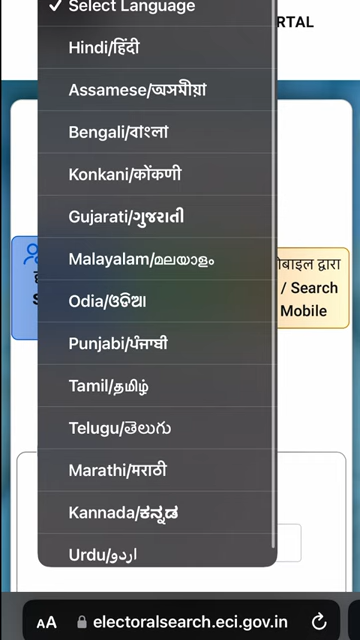 RTAL
✓ Select Language
Hindi/हिंदी
Assamese/অসমীয়া
Bengali/বাংলা
Konkani/कोंकणी
Gujarati/ગુજરાતી
Malayalam/മലയാളം
ोबाइल द्वारा
Odia/ଓଡିଆ
/ Search
Mobile
Punjabi/ਪੰਜਾਬੀ
Tamil/தமிழ்
Telugu/తెలుగు
Marathi/मराठी
Kannada/ಕನ್ನಡ
Urdu/اردو
AA electoralsearch.eci.gov.in